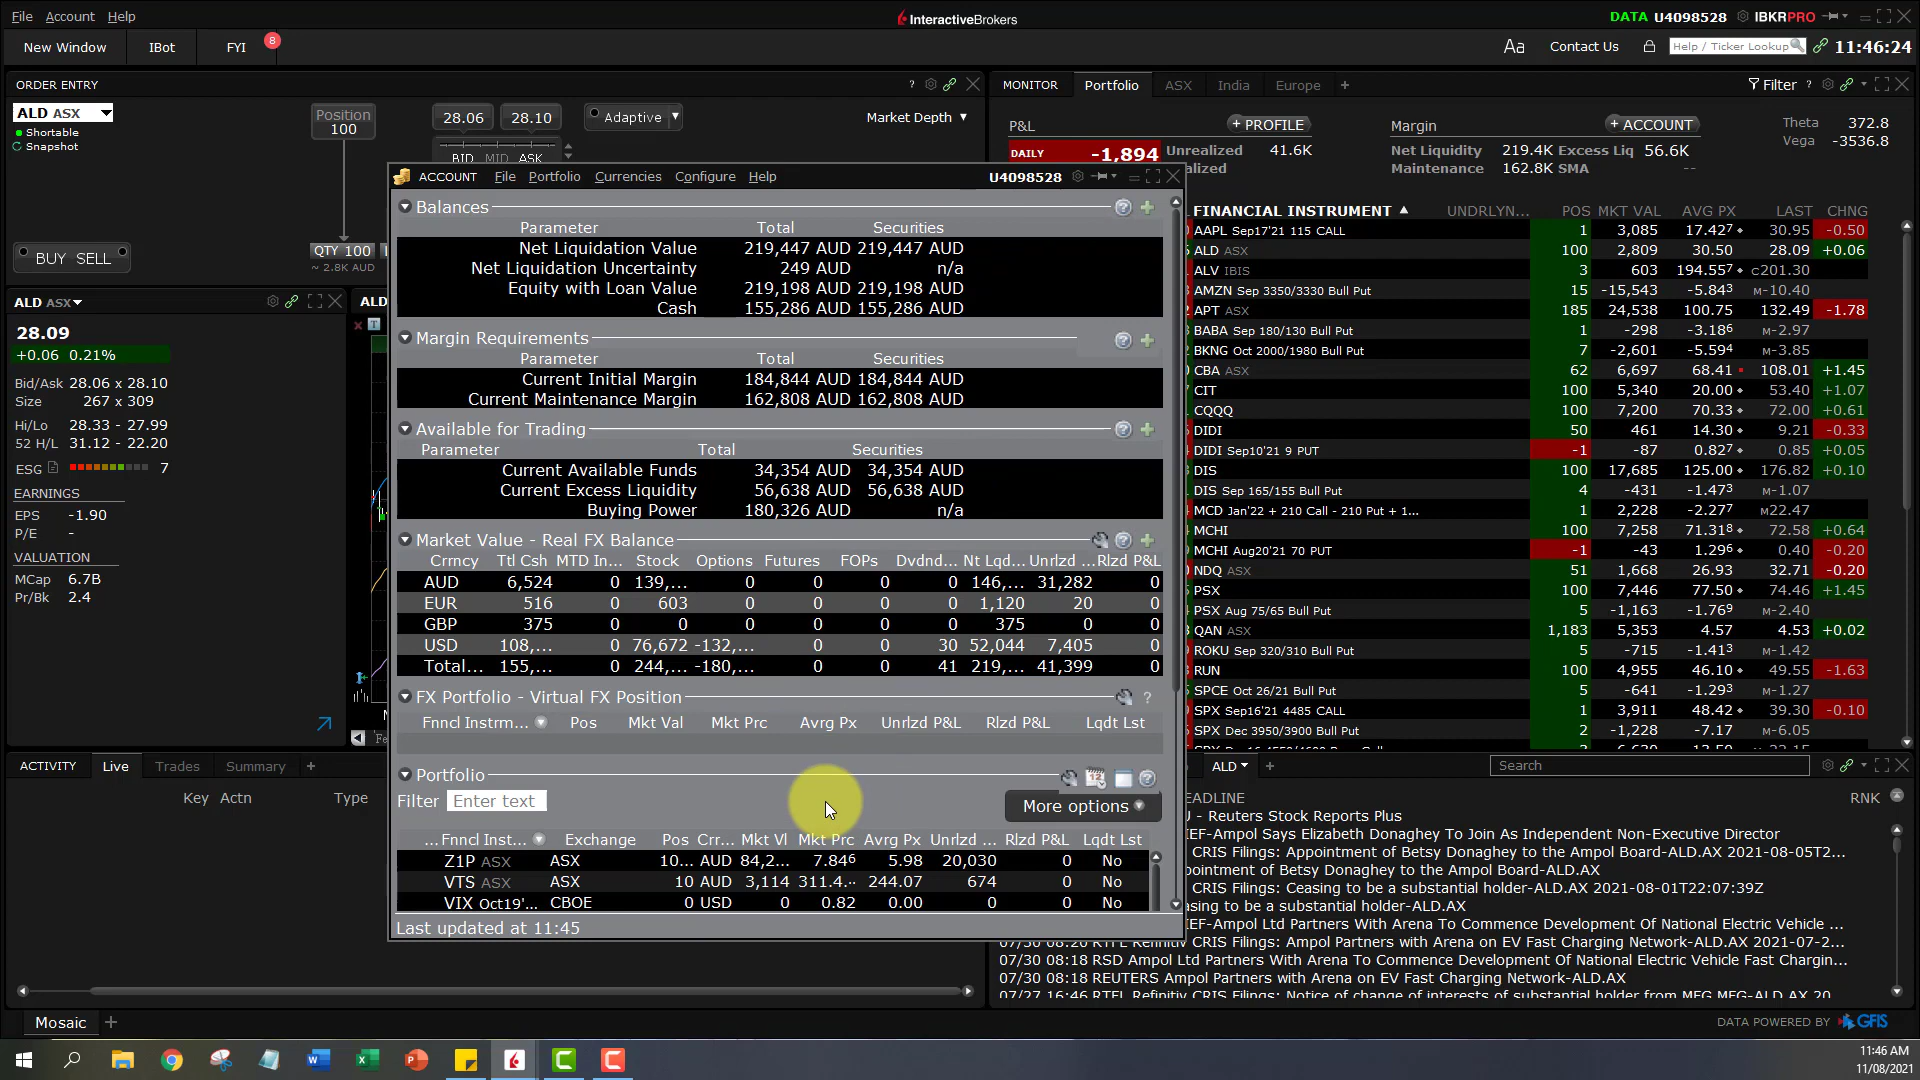 File Account Help
InteractiveBrokers
DATA U4098528 IBKRPRO
New Window IBot FYI 8
Aa Contact Us Help / Ticker Lookup 11:46:24
ORDER ENTRY ?
ALD ASX
Shortable
Snapshot
Position
100
28.06 28.10 Adaptive Market Depth
BID MID ASK
BUY SELL QTY 100
~ 2.8K AUD
ALD ASX
28.09
+0.06 0.21%
Bid/Ask 28.06 x 28.10
Size 267 x 309
Hi/Lo 28.33 - 27.99
52 H/L 31.12 - 22.20
ESG 7
EARNINGS
EPS -1.90
P/E -
VALUATION
MCap 6.7B
Pr/Bk 2.4
ALD
ACCOUNT File Portfolio Currencies Configure Help U4098528
Balances
Parameter Total Securities
Net Liquidation Value 219,447 AUD 219,447 AUD
Net Liquidation Uncertainty 249 AUD n/a
Equity with Loan Value 219,198 AUD 219,198 AUD
Cash 155,286 AUD 155,286 AUD
Margin Requirements
Parameter Total Securities
Current Initial Margin 184,844 AUD 184,844 AUD
Current Maintenance Margin 162,808 AUD 162,808 AUD
Available for Trading
Parameter Total Securities
Current Available Funds 34,354 AUD 34,354 AUD
Current Excess Liquidity 56,638 AUD 56,638 AUD
Buying Power 180,326 AUD n/a
Market Value - Real FX Balance
Crrncy Ttl Csh MTD In... Stock Options Futures FOPs Dvdnd... Nt Lqd... Unrlzd ... Rlzd P&L
AUD 6,524 0 139,... 0 0 0 0 146,... 31,282 0
EUR 516 0 603 0 0 0 0 1,120 20 0
GBP 375 0 0 0 0 0 0 375 0 0
USD 108,... 0 76,672 -132,... 0 0 30 52,044 7,405 0
Total... 155,... 0 244,... -180,... 0 0 41 219,... 41,399 0
FX Portfolio - Virtual FX Position ?
Fnncl Instrm... Pos Mkt Val Mkt Prc Avrg Px Unrlzd P&L Rlzd P&L Lqdt Lst
Portfolio
Filter Enter text More options
... Fnncl Inst... Exchange Pos Crr... Mkt Vl Mkt Prc Avrg Px Unrlzd ... Rlzd P&L Lqdt Lst
Z1P ASX ASX 10... AUD 84,2... 7.846 5.98 20,030 0 No
VTS ASX ASX 10 AUD 3,114 311.4... 244.07 674 0 No
VIX Oct19'... CBOE 0 USD 0 0.82 0.00 0 0 No
Last updated at 11:45
MONITOR Portfolio ASX India Europe + Filter ?
P&L + PROFILE Margin + ACCOUNT Theta 372.8
Vega -3536.8
DAILY -1,894 Unrealized 41.6K Net Liquidity 219.4K Excess Liq 56.6K
alized Maintenance 162.8K SMA --
FINANCIAL INSTRUMENT UNDRLYN... POS MKT VAL AVG PX LAST CHNG
AAPL Sep17'21 115 CALL 1 3,085 17.427 30.95 -0.50
ALD ASX 100 2,809 30.50 28.09 +0.06
ALV IBIS 3 603 194.557 C201.30
AMZN Sep 3350/3330 Bull Put 15 -15,543 -5.843 M-10.40
APT ASX 185 24,538 100.75 132.49 -1.78
BABA Sep 180/130 Bull Put 1 -298 -3.186 M-2.97
BKNG Oct 2000/1980 Bull Put 7 -2,601 -5.594 M-3.85
CBA ASX 62 6,697 68.41 108.01 +1.45
CIT 100 5,340 20.00 53.40 +1.07
CQQQ 100 7,200 70.33 72.00 +0.61
DIDI 50 461 14.30 9.21 -0.33
DIDI Sep10'21 9 PUT -1 -87 0.827 0.85 +0.05
DIS 100 17,685 125.00 176.82 +0.10
DIS Sep 165/155 Bull Put 4 -431 -1.473 M-1.07
MCD Jan'22 + 210 Call - 210 Put + 1... 1 2,228 -2.277 M22.47
MCHI 100 7,258 71.318 72.58 +0.64
MCHI Aug20'21 70 PUT -1 -43 1.296 0.40 -0.20
NDQ ASX 51 1,668 26.93 32.71 -0.20
PSX 100 7,446 77.50 74.46 +1.45
PSX Aug 75/65 Bull Put 5 -1,163 -1.769 M-2.40
QAN ASX 1,183 5,353 4.57 4.53 +0.02
ROKU Sep 320/310 Bull Put 5 -715 -1.413 M-1.42
RUN 100 4,955 46.10 49.55 -1.63
SPCE Oct 26/21 Bull Put 5 -641 -1.293 M-1.27
SPX Sep16'21 4485 CALL 1 3,911 48.42 39.30 -0.10
SPX Dec 3950/3900 Bull Put 2 -1,228 -7.17 M-6.05
ACTIVITY Live Trades Summary +
Key Actn Type
ALD + Search
EADLINE RNK
U - Reuters Stock Reports Plus
IEF-Ampol Says Elizabeth Donaghey To Join As Independent Non-Executive Director
CRIS Filings: Appointment of Betsy Donaghey to the Ampol Board-ALD.AX 2021-08-05T2...
pointment of Betsy Donaghey to the Ampol Board-ALD.AX
CRIS Filings: Ceasing to be a substantial holder-ALD.AX 2021-08-01T22:07:39Z
asing to be a substantial holder-ALD.AX
IEF-Ampol Ltd Partners With Arena To Commence Development Of National Electric Vehicle ...
07/30 08:20 RTFL Refinitiv CRIS Filings: Ampol Partners with Arena on EV Fast Charging Network-ALD.AX 2021-07-2...
07/30 08:18 RSD Ampol Ltd Partners With Arena To Commence Development Of National Electric Vehicle Fast Chargin...
07/30 08:18 REUTERS Ampol Partners with Arena on EV Fast Charging Network-ALD.AX
07/27 16:46 RTFL Refinitiv CRIS Filings: Notice of change of interests of substantial holder from MFG MFG-ALD.AX 20
Mosaic + DATA POWERED BY GFIS
11:46 AM
11/08/2021